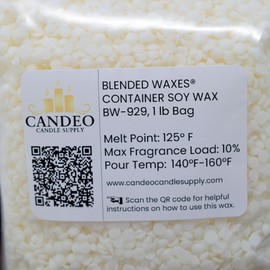 CANDEO
CANDLE SUPPLY
BLENDED WAXES®
CONTAINER SOY WAX
BW-929, 1 lb Bag
Melt Point: 125° F
Max Fragrance Load: 10%
Pour Temp: 140°F-160°F
www.candeocandlesupply.com
Scan the QR code for helpful
instructions on how to use this wax.